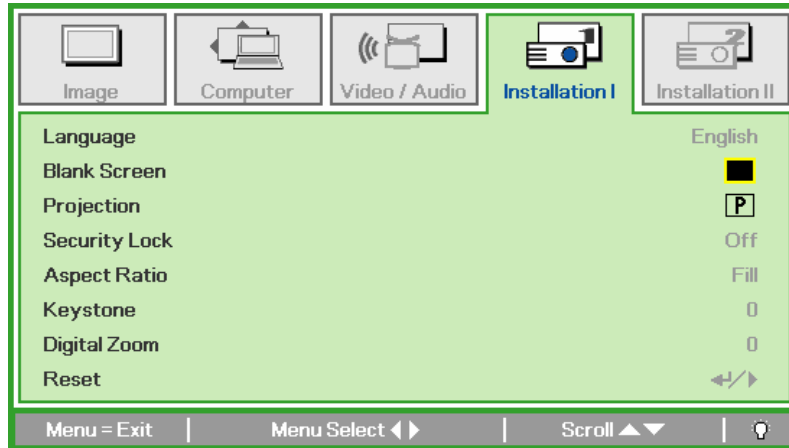 Image Computer Video / Audio Installation I Installation II
Language English
Blank Screen
Projection P
Security Lock Off
Aspect Ratio Fill
Keystone 0
Digital Zoom 0
Reset
Menu = Exit Menu Select Scroll